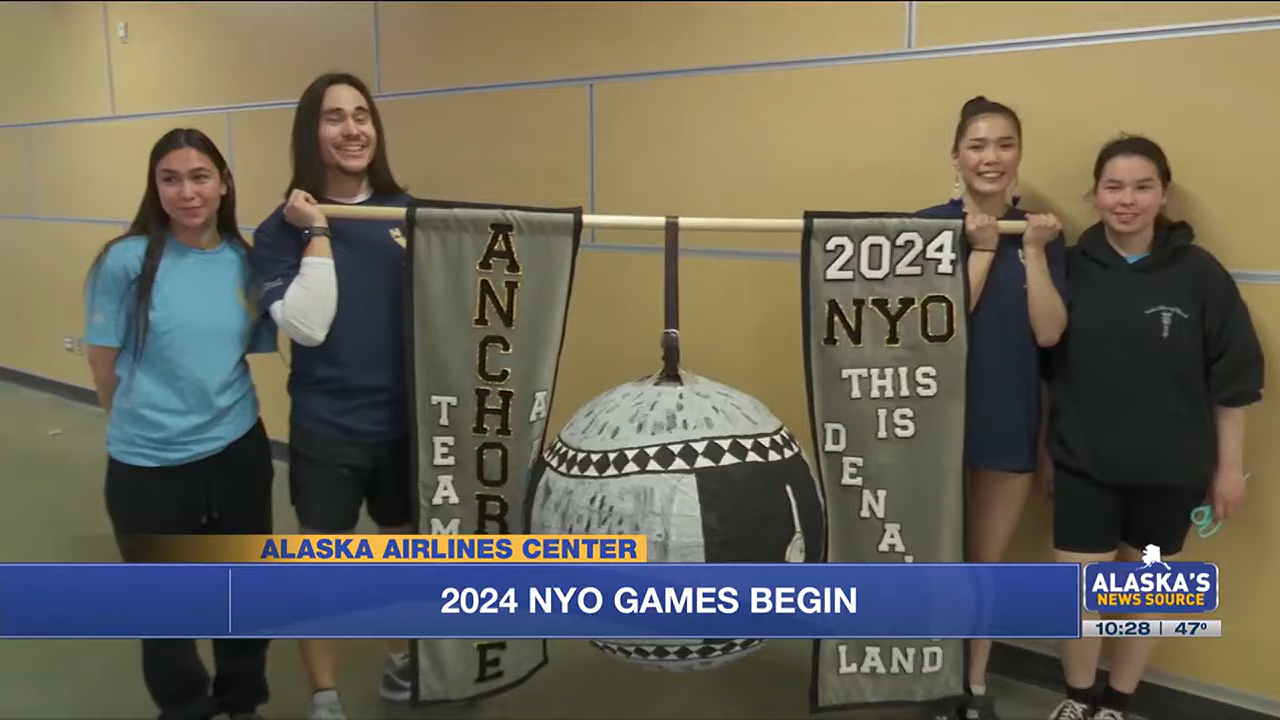 ANCHORE
TEAM
A
2024
NYO
THIS
IS
DENA
LAND
ALASKA AIRLINES CENTER
2024 NYO GAMES BEGIN
ALASKA'S
NEWS SOURCE
10:28 | 47°